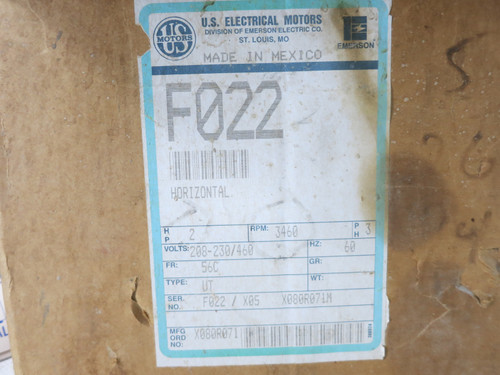 U.S. ELECTRICAL MOTORS
DIVISION OF EMERSON ELECTRIC CO.
ST. LOUIS, MO
US
MOTORS
EMERSON
MADE IN MEXICO
F022
HORIZONTAL
HP 2 RPM: 3460 PH 3
VOLTS: 208-230/460 HZ: 60
FR: 56C GR:
TYPE: UT WT:
SER. NO.: F022 / X05 X080R071M
MFG ORD NO: X080R071